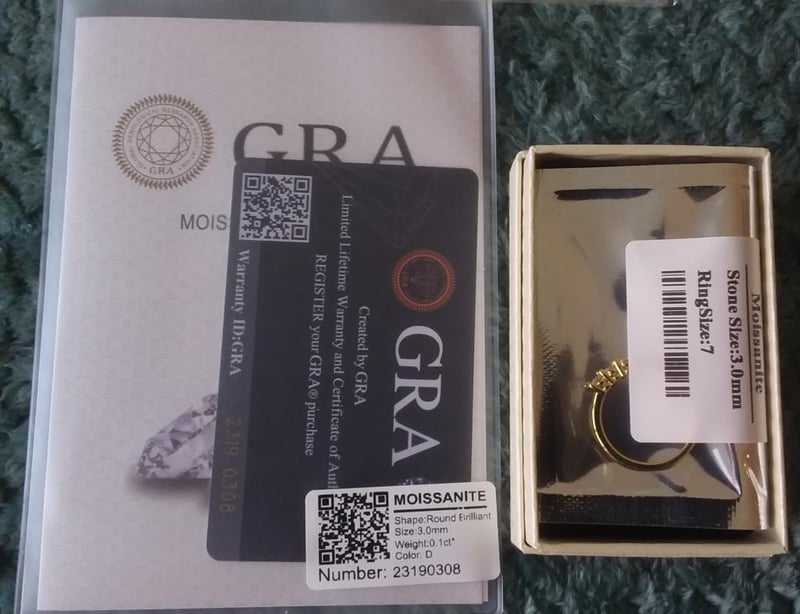 GRA
GRA
MOIS
Warranty ID:GRA
2319 0308
Limited Lifetime Warranty and Certificate of Aut
REGISTER your GRA® purchase
Created by GRA
GRA
MOISSANITE
Shape:Round Brilliant
Size:3.0mm
Weight:0.1ct*
Color: D
Number: 23190308
Moissanite
Stone Size:3.0mm
RingSize:7